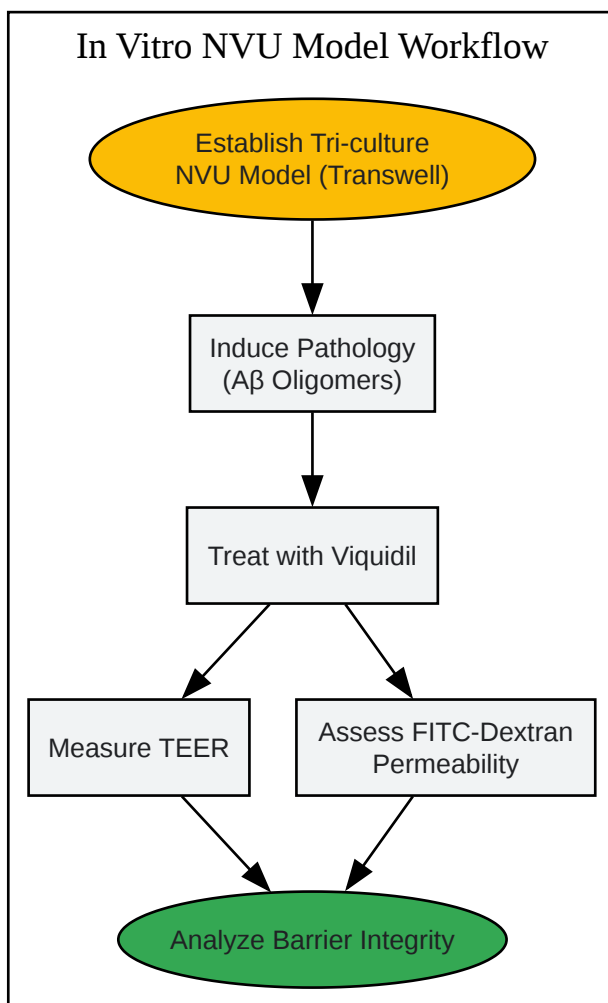 In Vitro NVU Model Workflow
Establish Tri-culture
NVU Model (Transwell)
Induce Pathology
(Aβ Oligomers)
Treat with Viquidil
Measure TEER
Assess FITC-Dextran
Permeability
Analyze Barrier Integrity